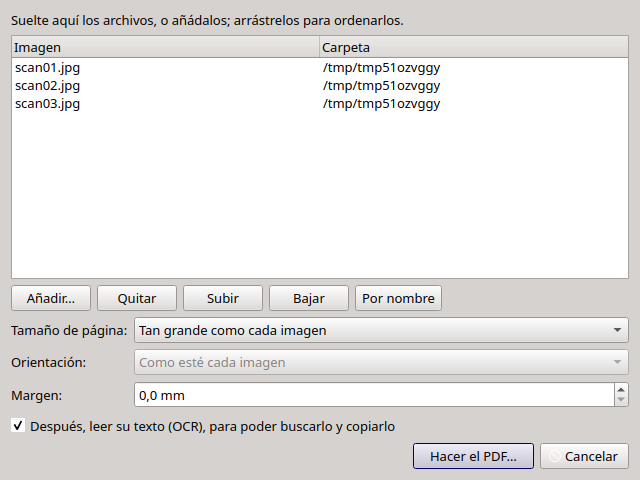 Suelte aquí los archivos, o añádalos; arrástrelos para ordenarlos.
Imagen Carpeta
scan01.jpg /tmp/tmp51ozvggy
scan02.jpg /tmp/tmp51ozvggy
scan03.jpg /tmp/tmp51ozvggy
Añadir... Quitar Subir Bajar Por nombre
Tamaño de página: Tan grande como cada imagen
Orientación: Como esté cada imagen
Margen: 0,0 mm
Después, leer su texto (OCR), para poder buscarlo y copiarlo
Hacer el PDF... Cancelar